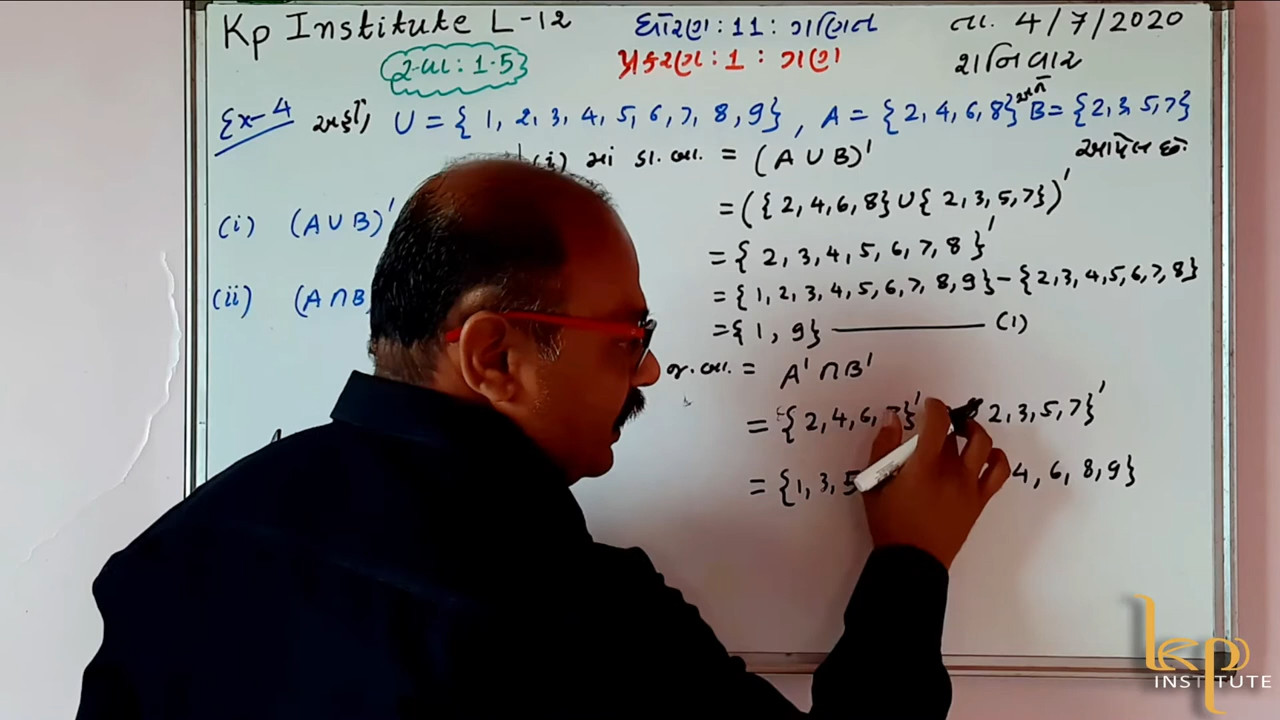 Kp Institute L-12
ધોરણ : 11 : ગણિત
તા. 4/7/2020
સ્વા : 1.5
પ્રકરણ : 1 : ગણ
શનિવાર
Ex-4 U = { 1, 2, 3, 4, 5, 6, 7, 8, 9} , A = {2, 4, 6, 8} અને B = {2, 3, 5, 7}
(i) માં ડા.બા. = (A ∪ B)'
(i) (A ∪ B)'
= ({2,4,6,8} ∪ {2,3,5,7})'
= { 2, 3, 4, 5, 6, 7, 8 }'
(ii) (A ∩ B
= {1,2,3,4,5,6,7,8,9} – {2,3,4,5,6,7,8}
= {1, 9} ——— (1)
જ.બા. = A' ∩ B'
= {2,4,6, }' 2,3,5,7}'
= {1, 3, 5 4, 6, 8, 9}
kp
INSTITUTE